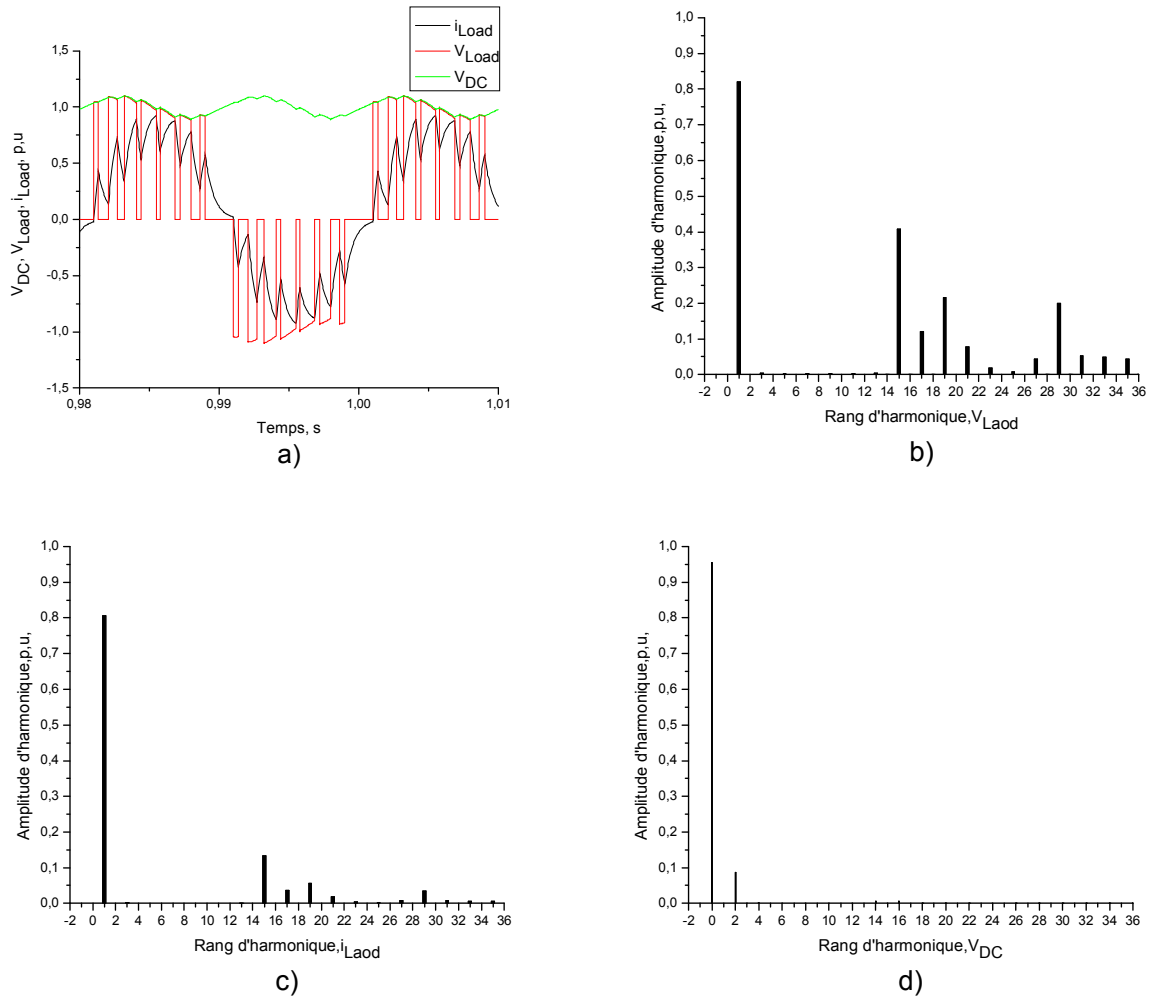 i_Load
V_Load
V_DC
1,5
1,0
0,5
0,0
-0,5
-1,0
-1,5
V_DC, V_Load, i_Load, p,u
0,98 0,99 1,00 1,01
Temps, s
a)
1,0
0,9
0,8
0,7
0,6
0,5
0,4
0,3
0,2
0,1
0,0
Amplitude d'harmonique,p,u,
-2 0 2 4 6 8 10 12 14 16 18 20 22 24 26 28 30 32 34 36
Rang d'harmonique,V_Laod
b)
1,0
0,9
0,8
0,7
0,6
0,5
0,4
0,3
0,2
0,1
0,0
Amplitude d'harmonique,p,u,
-2 0 2 4 6 8 10 12 14 16 18 20 22 24 26 28 30 32 34 36
Rang d'harmonique,i_Laod
c)
1,0
0,9
0,8
0,7
0,6
0,5
0,4
0,3
0,2
0,1
0,0
Amplitude d'harmonique,p,u,
-2 0 2 4 6 8 10 12 14 16 18 20 22 24 26 28 30 32 34 36
Rang d'harmonique,V_DC
d)